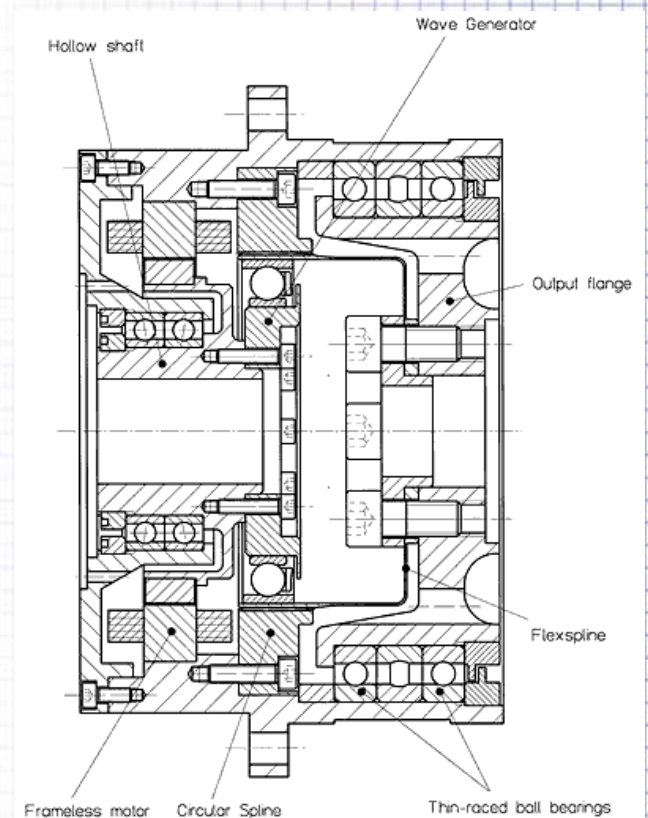 Wave Generator
Hollow shaft
Output flange
Flexspline
Frameless motor
Circular Spline
Thin-raced ball bearings